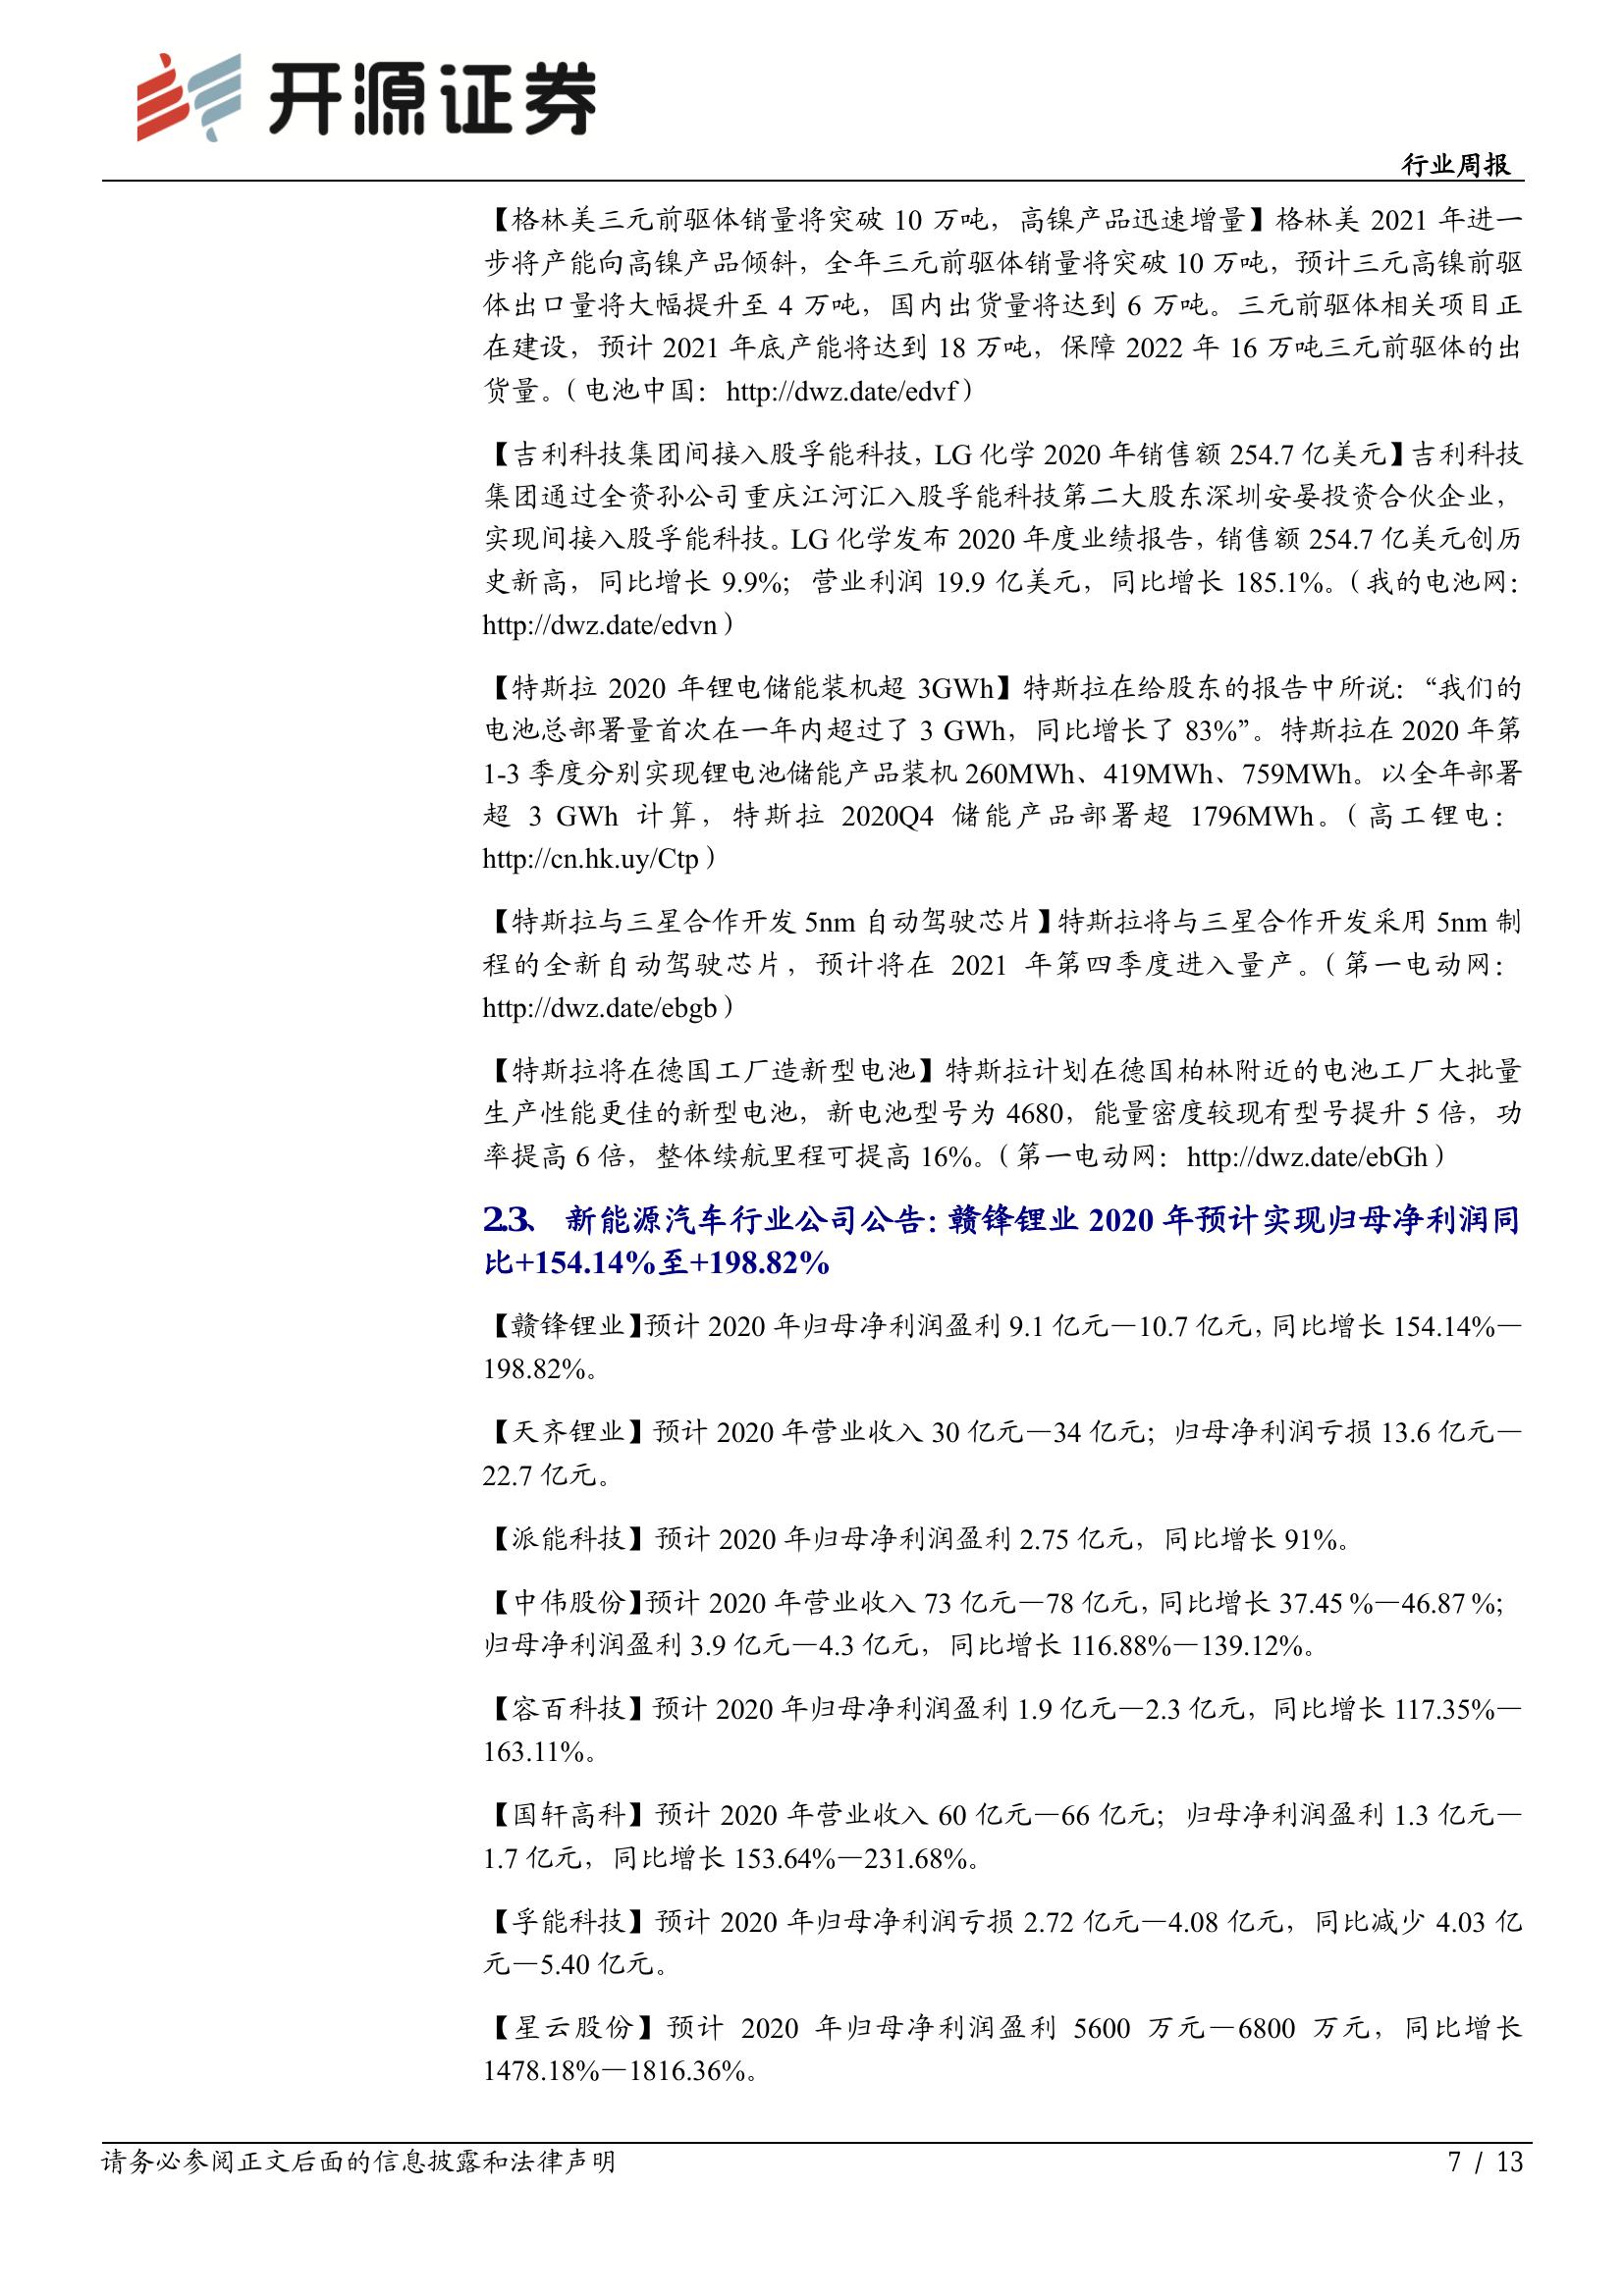 开源证券
行业周报
【格林美三元前驱体销量将突破 10 万吨，高镍产品迅速增量】格林美 2021 年进一
步将产能向高镍产品倾斜，全年三元前驱体销量将突破 10 万吨，预计三元高镍前驱
体出口量将大幅提升至 4 万吨，国内出货量将达到 6 万吨。三元前驱体相关项目正
在建设，预计 2021 年底产能将达到 18 万吨，保障 2022 年 16 万吨三元前驱体的出
货量。（电池中国：http://dwz.date/edvf）
【吉利科技集团间接入股孚能科技，LG 化学 2020 年销售额 254.7 亿美元】吉利科技
集团通过全资孙公司重庆江河汇入股孚能科技第二大股东深圳安晏投资合伙企业，
实现间接入股孚能科技。LG 化学发布 2020 年度业绩报告，销售额 254.7 亿美元创历
史新高，同比增长 9.9%；营业利润 19.9 亿美元，同比增长 185.1%。（我的电池网：
http://dwz.date/edvn）
【特斯拉 2020 年锂电储能装机超 3GWh】特斯拉在给股东的报告中所说：“我们的
电池总部署量首次在一年内超过了 3 GWh，同比增长了 83%”。特斯拉在 2020 年第
1-3 季度分别实现锂电池储能产品装机 260MWh、419MWh、759MWh。以全年部署
超 3 GWh 计算，特斯拉 2020Q4 储能产品部署超 1796MWh。（高工锂电：
http://cn.hk.uy/Ctp）
【特斯拉与三星合作开发 5nm 自动驾驶芯片】特斯拉将与三星合作开发采用 5nm 制
程的全新自动驾驶芯片，预计将在 2021 年第四季度进入量产。（第一电动网：
http://dwz.date/ebgb）
【特斯拉将在德国工厂造新型电池】特斯拉计划在德国柏林附近的电池工厂大批量
生产性能更佳的新型电池，新电池型号为 4680，能量密度较现有型号提升 5 倍，功
率提高 6 倍，整体续航里程可提高 16%。（第一电动网：http://dwz.date/ebGh）
2.3、 新能源汽车行业公司公告：赣锋锂业 2020 年预计实现归母净利润同
比+154.14%至+198.82%
【赣锋锂业】预计 2020 年归母净利润盈利 9.1 亿元—10.7 亿元，同比增长 154.14%—
198.82%。
【天齐锂业】预计 2020 年营业收入 30 亿元—34 亿元；归母净利润亏损 13.6 亿元—
22.7 亿元。
【派能科技】预计 2020 年归母净利润盈利 2.75 亿元，同比增长 91%。
【中伟股份】预计 2020 年营业收入 73 亿元—78 亿元，同比增长 37.45 %—46.87 %；
归母净利润盈利 3.9 亿元—4.3 亿元，同比增长 116.88%—139.12%。
【容百科技】预计 2020 年归母净利润盈利 1.9 亿元—2.3 亿元，同比增长 117.35%—
163.11%。
【国轩高科】预计 2020 年营业收入 60 亿元—66 亿元；归母净利润盈利 1.3 亿元—
1.7 亿元，同比增长 153.64%—231.68%。
【孚能科技】预计 2020 年归母净利润亏损 2.72 亿元—4.08 亿元，同比减少 4.03 亿
元—5.40 亿元。
【星云股份】预计 2020 年归母净利润盈利 5600 万元—6800 万元，同比增长
1478.18%—1816.36%。
请务必参阅正文后面的信息披露和法律声明
7 / 13